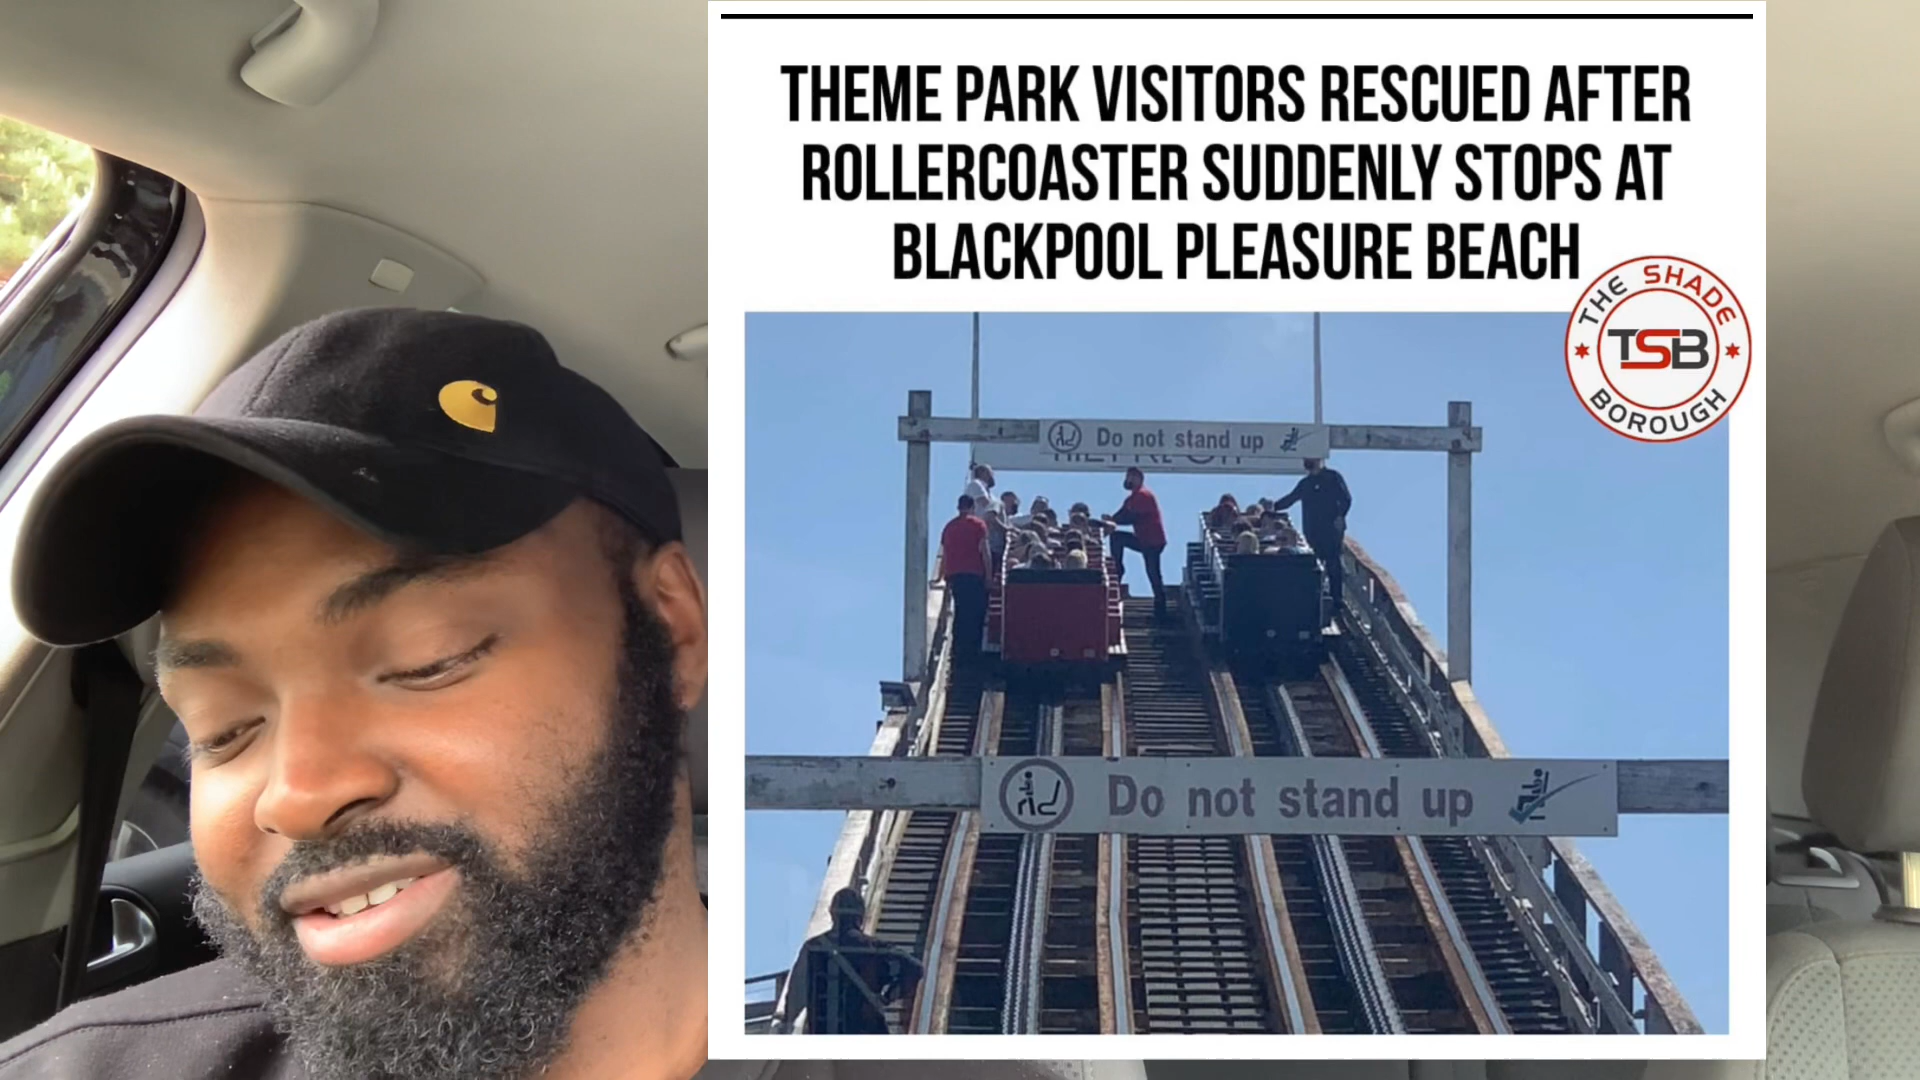 THEME PARK VISITORS RESCUED AFTER
ROLLERCOASTER SUDDENLY STOPS AT
BLACKPOOL PLEASURE BEACH
THE SHADE
TSB
BOROUGH
Do not stand up
Do not stand up